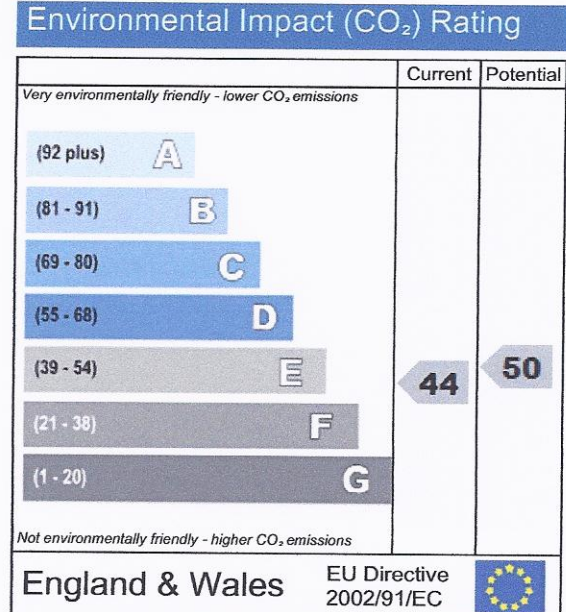 Environmental Impact (CO₂) Rating
Current Potential
Very environmentally friendly - lower CO₂ emissions
(92 plus) A
(81 - 91) B
(69 - 80) C
(55 - 68) D
(39 - 54) E
44 50
(21 - 38) F
(1 - 20) G
Not environmentally friendly - higher CO₂ emissions
England & Wales
EU Directive
2002/91/EC